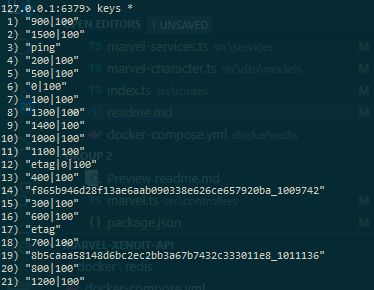 127.0.0.1:6379> keys *
1) "900|100"
2) "1500|100"
3) "ping"
4) "200|100"
5) "500|100"
6) "0|100"
7) "100|100"
8) "1300|100"
9) "1400|100"
10) "1000|100"
11) "1100|100"
12) "etag|0|100"
13) "400|100"
14) "f865b946d28f13ae6aab090338e626ce657920ba_1009742"
15) "300|100"
16) "600|100"
17) "etag"
18) "700|100"
19) "8b5caaa58148d6bc2ec2bb3a67b7432c333011e8_1011136"
20) "800|100"
21) "1200|100"
OPEN EDITORS 1 UNSAVED
TS marvel-services.ts src\services
TS marvel-character.ts src\dto\models
TS index.ts src\routes
readme.md
docker-compose.yml docker\redis
GROUP 2
Preview readme.md
TS marvel.ts src\controllers
package.json
MARVEL-XENDIT-API
docker \ redis
docker-compose.yml